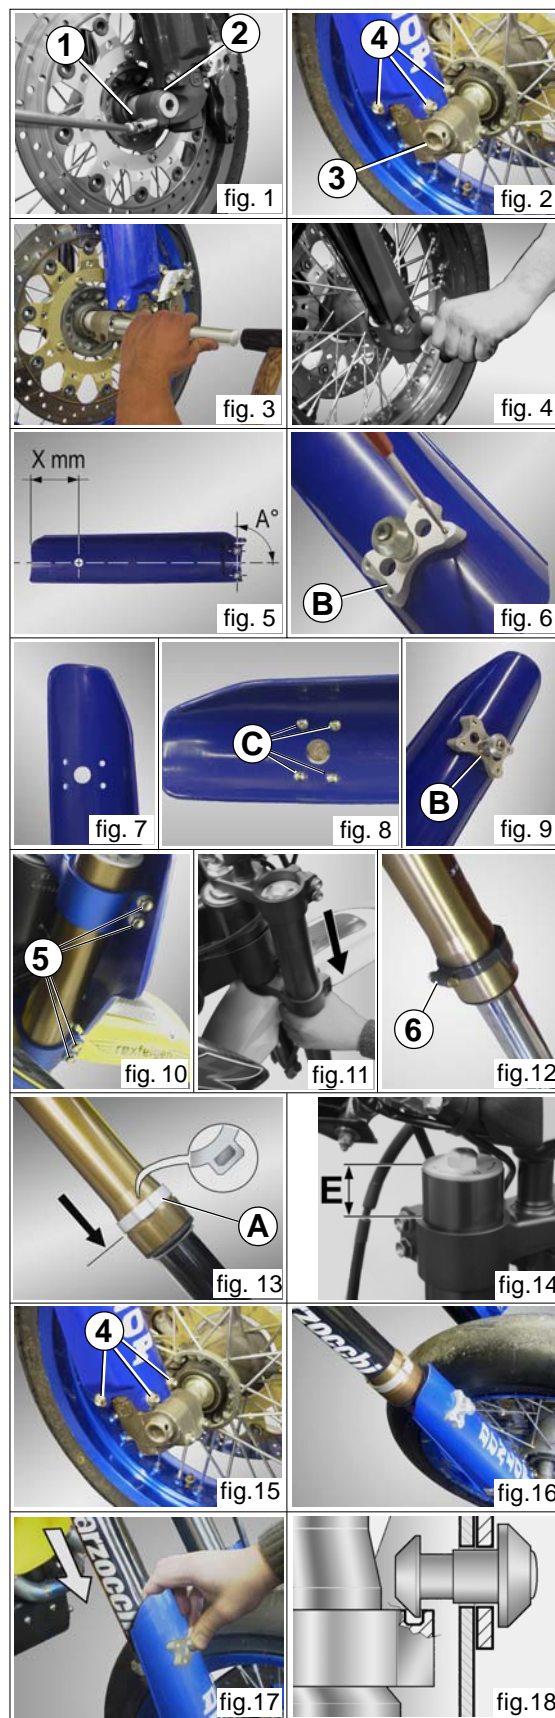 1
2
fig. 1
4
3
fig. 2
fig. 3
fig. 4
X mm
A°
fig. 5
B
fig. 6
fig. 7
C
fig. 8
B
fig. 9
5
fig. 10
fig.11
6
fig.12
A
fig. 13
E
fig.14
4
fig.15
arzocchi
fig.16
arzocchi
fig.17
fig.18